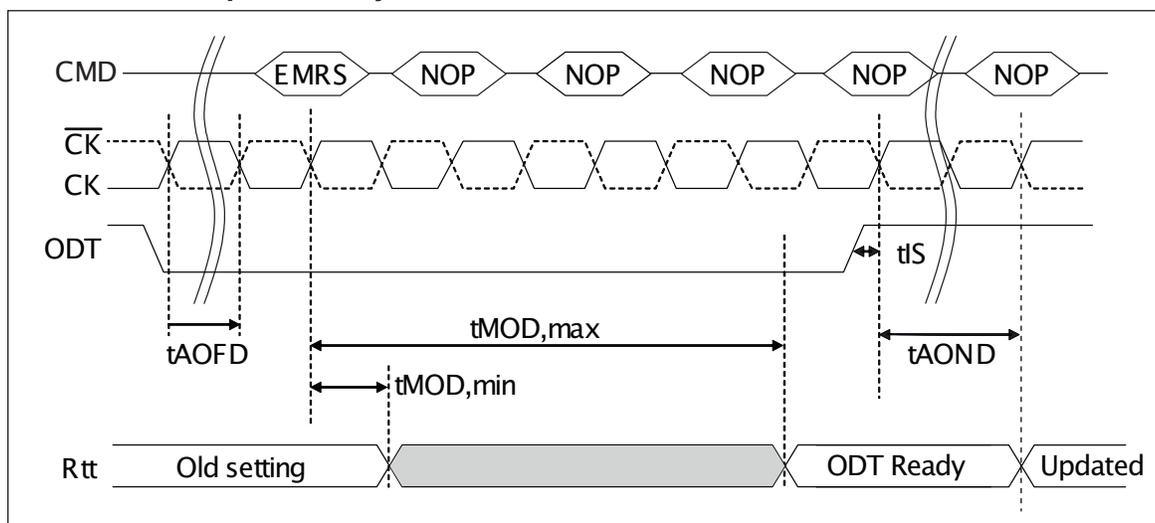 CMD EMRS NOP NOP NOP NOP NOP
CK
CK
ODT
tIS
tMOD,max
tAOFD
tAOND
tMOD,min
Rtt Old setting ODT Ready Updated